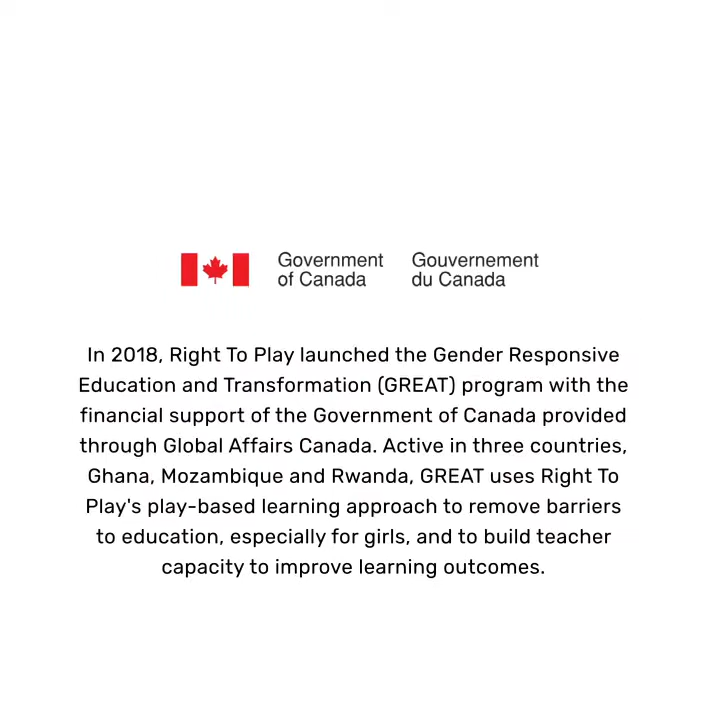 Government Gouvernement
of Canada du Canada
In 2018, Right To Play launched the Gender Responsive
Education and Transformation (GREAT) program with the
financial support of the Government of Canada provided
through Global Affairs Canada. Active in three countries,
Ghana, Mozambique and Rwanda, GREAT uses Right To
Play's play-based learning approach to remove barriers
to education, especially for girls, and to build teacher
capacity to improve learning outcomes.